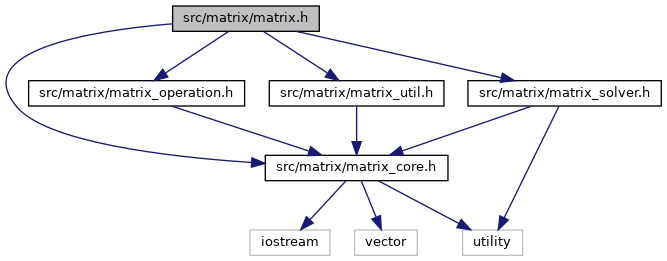 src/matrix/matrix.h
src/matrix/matrix_operation.h
src/matrix/matrix_util.h
src/matrix/matrix_solver.h
src/matrix/matrix_core.h
iostream
vector
utility